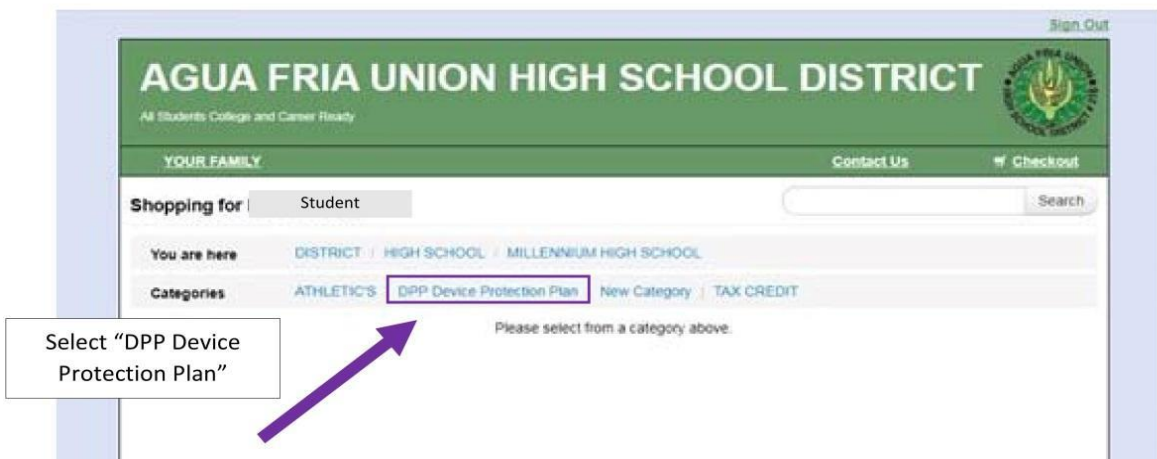 Sign Out
AGUA FRIA UNION HIGH SCHOOL DISTRICT
All Students College and Career Ready
YOUR FAMILY Contact Us Checkout
Shopping for Student Search
You are here DISTRICT / HIGH SCHOOL / MILLENNIUM HIGH SCHOOL
Categories ATHLETIC'S DPP Device Protection Plan New Category | TAX CREDIT
Please select from a category above.
Select “DPP Device
Protection Plan”